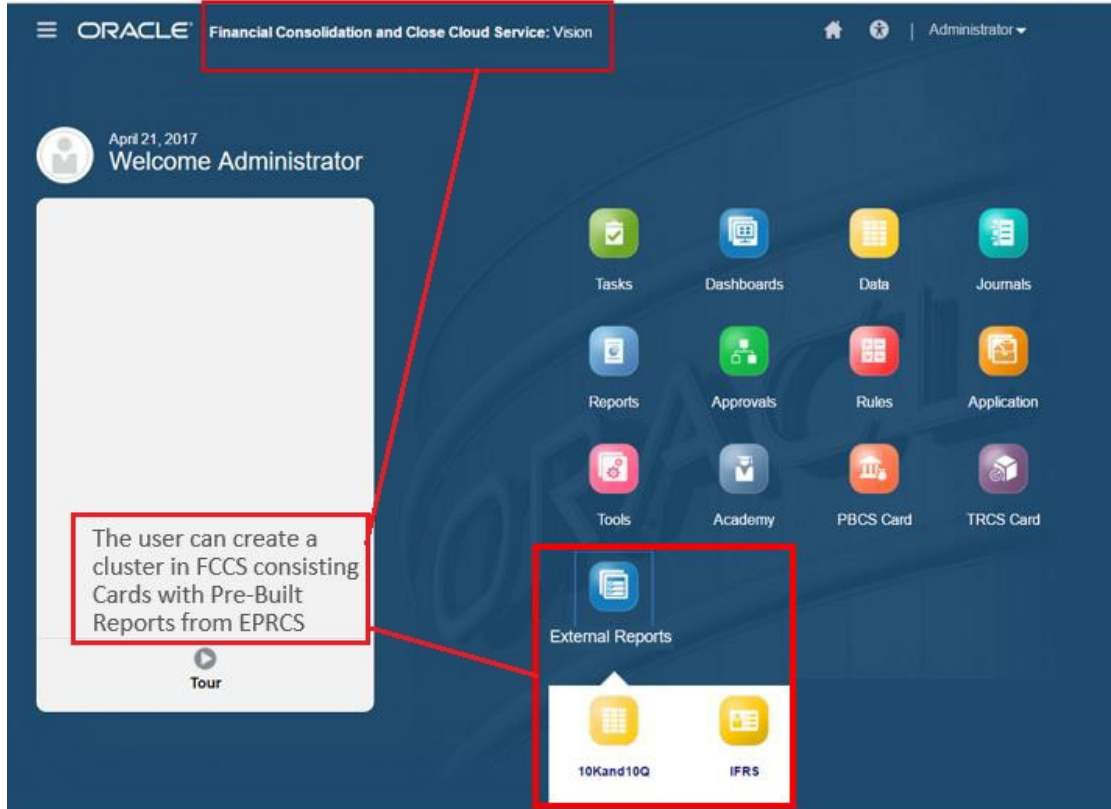 ORACLE Financial Consolidation and Close Cloud Service: Vision
Administrator
April 21, 2017
Welcome Administrator
Tasks
Dashboards
Data
Journals
Reports
Approvals
Rules
Application
Tools
Academy
PBCS Card
TRCS Card
The user can create a
cluster in FCCS consisting
Cards with Pre-Built
Reports from EPRCS
Tour
External Reports
10Kand10Q
IFRS
ORACL